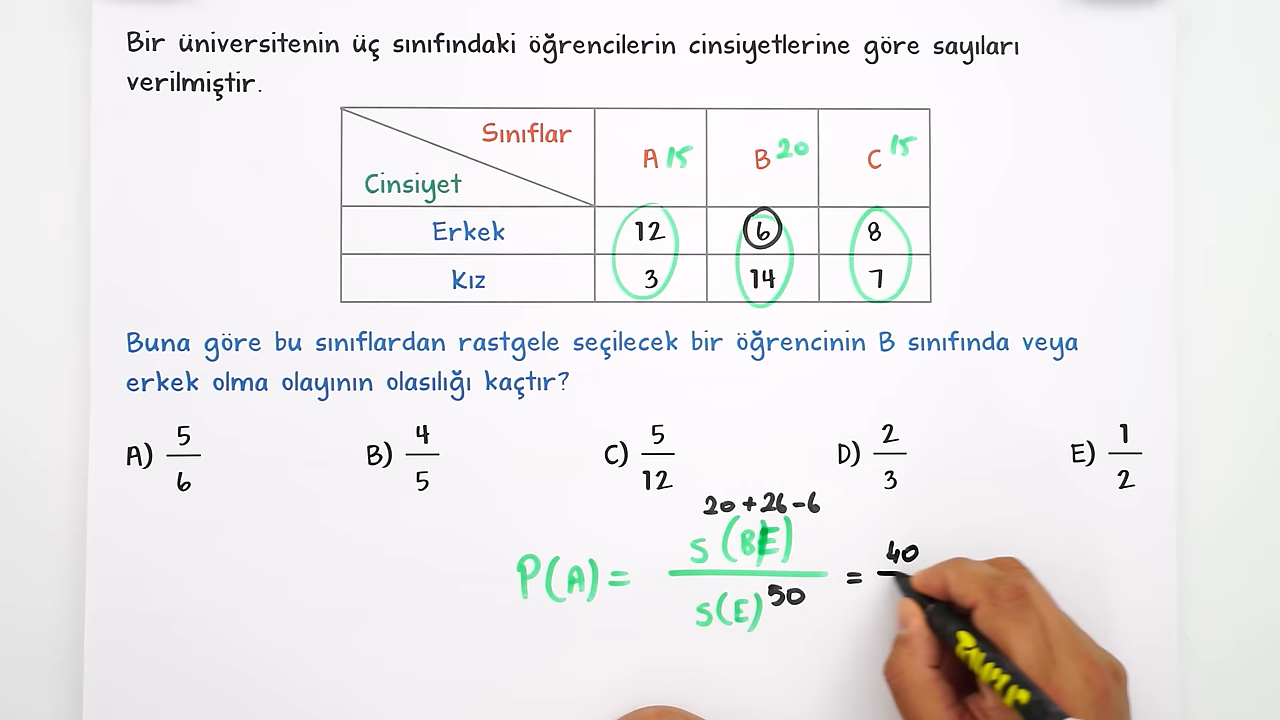 Bir üniversitenin üç sınıfındaki öğrencilerin cinsiyetlerine göre sayıları
verilmiştir.
Sınıflar
Cinsiyet
A 15
B 20
C 15
Erkek 12 6 8
Kız 3 14 7
Buna göre bu sınıflardan rastgele seçilecek bir öğrencinin B sınıfında veya
erkek olma olayının olasılığı kaçtır?
A) 5/6 B) 4/5 C) 5/12 D) 2/3 E) 1/2
20+26-6
P(A) = s(BE)/s(E) 50 = 40